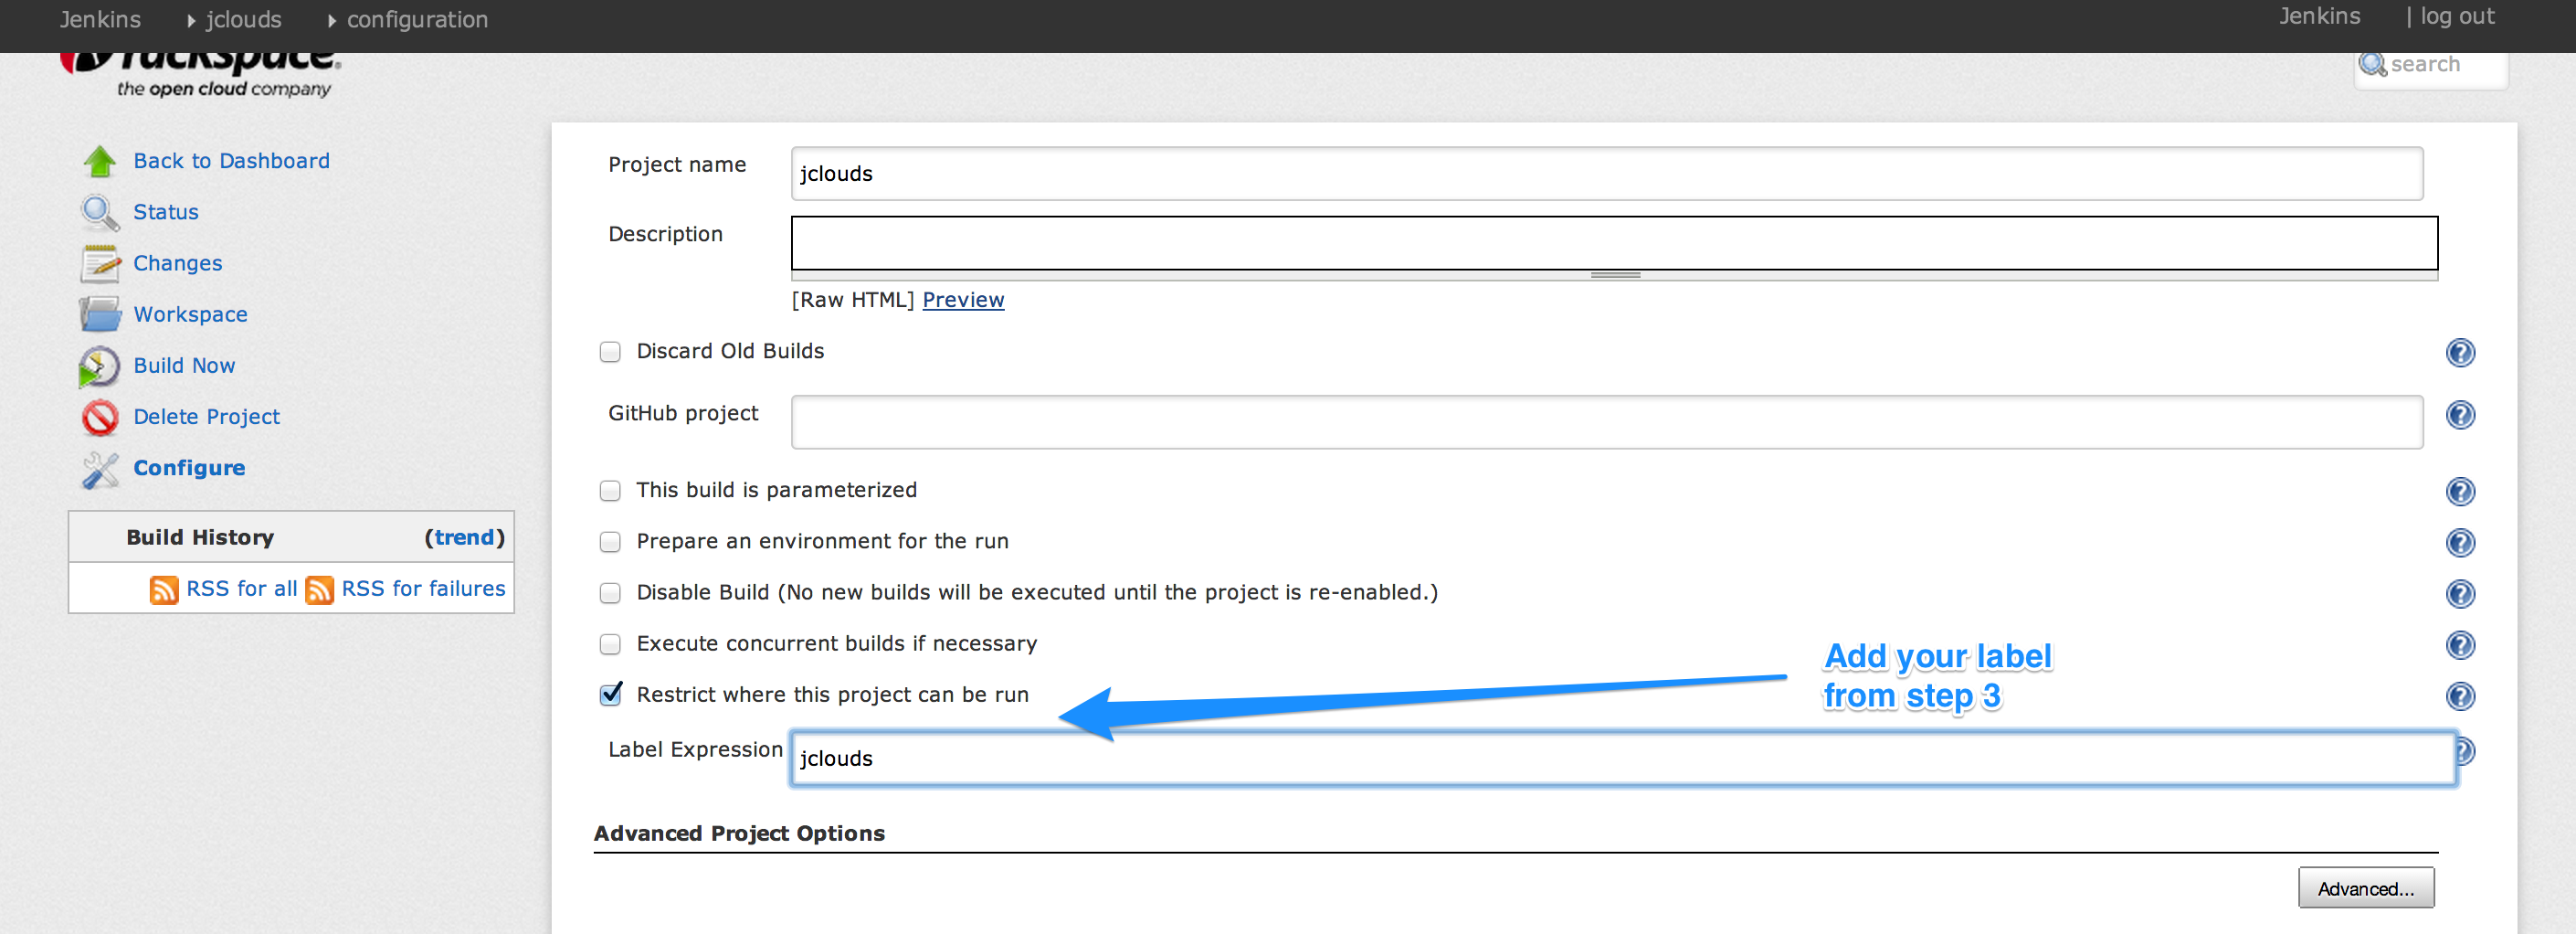 Jenkins
jclouds
configuration
Jenkins
| log out
rackspace®
the open cloud company
search
Back to Dashboard
Status
Changes
Workspace
Build Now
Delete Project
Configure
Build History
(trend)
RSS for all
RSS for failures
Project name
jclouds
Description
[Raw HTML] Preview
Discard Old Builds
GitHub project
This build is parameterized
Prepare an environment for the run
Disable Build (No new builds will be executed until the project is re-enabled.)
Execute concurrent builds if necessary
Restrict where this project can be run
Add your label
from step 3
Label Expression
jclouds
Advanced Project Options
Advanced...